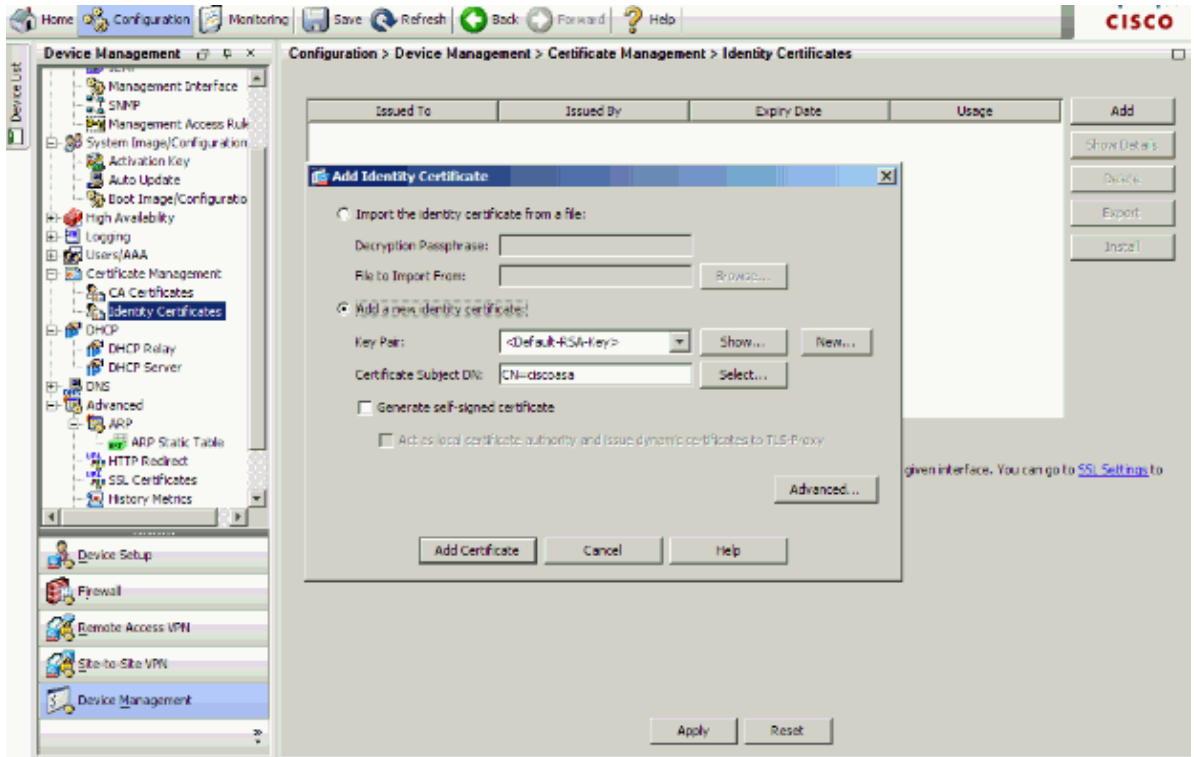 Home Configuration Monitoring Save Refresh Back Forward Help
CISCO
Device List
Device Management
Configuration > Device Management > Certificate Management > Identity Certificates
Management Interface
SNMP
Management Access Rule
System Image/Configuration
Activation Key
Auto Update
Boot Image/Configuratio
High Availability
Logging
Users/AAA
Certificate Management
CA Certificates
Identity Certificates
DHCP
DHCP Relay
DHCP Server
DNS
Advanced
ARP
ARP Static Table
HTTP Redirect
SSL Certificates
History Metrics
Device Setup
Firewall
Remote Access VPN
Site-to-Site VPN
Device Management
Issued To Issued By Expiry Date Usage
Add
Show Details
Delete
Export
Install
Add Identity Certificate
Import the identity certificate from a file:
Decryption Passphrase:
File to Import From: Browse...
Add a new identity certificate:
Key Pair: <Default-RSA-Key> Show... New...
Certificate Subject DN: CN=ciscoasa Select...
Generate self-signed certificate
Act as local certificate authority and issue dynamic certificates to TLS-Proxy
Advanced...
Add Certificate Cancel Help
given interface. You can go to SSL Settings to
Apply Reset